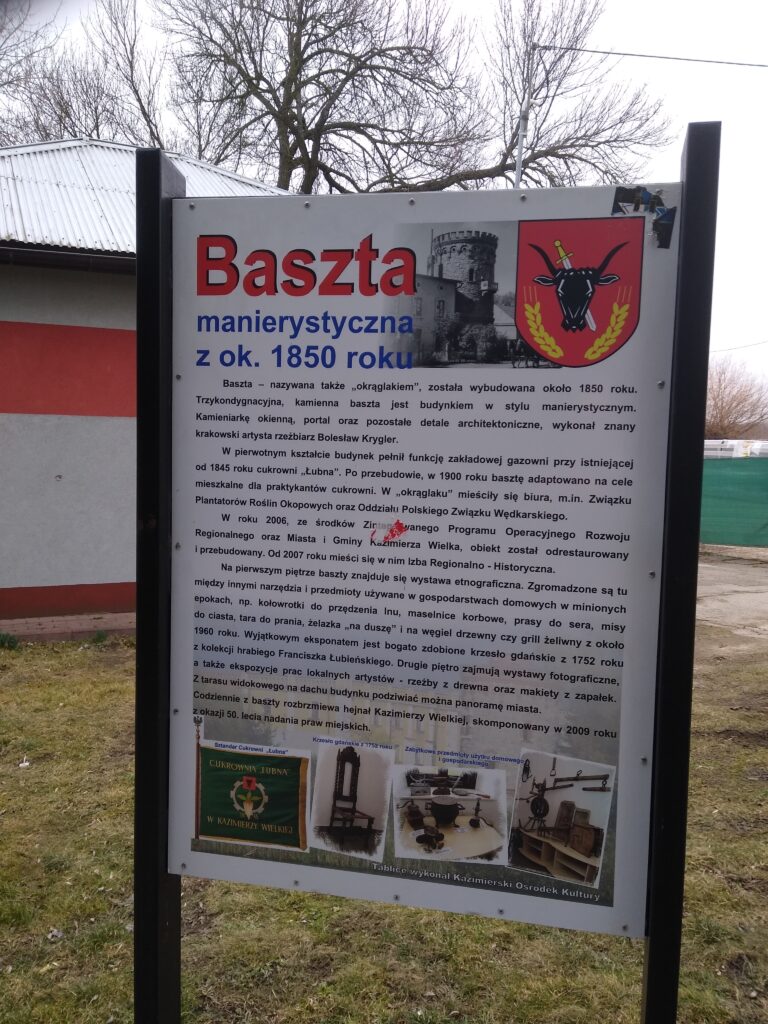 Baszta
manierystyczna
z ok. 1850 roku
Baszta – nazywana także „okrąglakiem”, została wybudowana około 1850 roku.
Trzykondygnacyjna, kamienna baszta jest budynkiem w stylu manierystycznym.
Kamieniarkę okienną, portal oraz pozostałe detale architektoniczne, wykonał znany
krakowski artysta rzeźbiarz Bolesław Krygler.
W pierwotnym kształcie budynek pełnił funkcję zakładowej gazowni przy istniejącej
od 1845 roku cukrowni „Łubna”. Po przebudowie, w 1900 roku basztę adaptowano na cele
mieszkalne dla praktykantów cukrowni. W „okrąglaku” mieściły się biura, m.in. Związku
Plantatorów Roślin Okopowych oraz Oddziału Polskiego Związku Wędkarskiego.
W roku 2006, ze środków Zintegrowanego Programu Operacyjnego Rozwoju
Regionalnego oraz Miasta i Gminy Kazimierza Wielka, obiekt został odrestaurowany
i przebudowany. Od 2007 roku mieści się w nim izba Regionalno - Historyczna.
Na pierwszym piętrze baszty znajduje się wystawa etnograficzna. Zgromadzone są tu
między innymi narzędzia i przedmioty używane w gospodarstwach domowych w minionych
epokach, np. kołowrotki do przędzenia lnu, maselnice korbowe, prasy do sera, misy
do ciasta, tara do prania, żelazka „na duszę” i na węgiel drzewny czy grill żeliwny z około
1960 roku. Wyjątkowym eksponatem jest bogato zdobione krzesło gdańskie z 1752 roku
z kolekcji hrabiego Franciszka Łubieńskiego. Drugie piętro zajmują wystawy fotograficzne,
a także ekspozycje prac lokalnych artystów - rzeźby z drewna oraz makiety z zapałek.
Z tarasu widokowego na dachu budynku podziwiać można panoramę miasta.
Codziennie z baszty rozbrzmiewa hejnał Kazimierzy Wielkiej, skomponowany w 2009 roku
z okazji 50. lecia nadania praw miejskich.
Sztandar Cukrowni „Łubna”
Krzesło gdańskie z 1752 roku
Zabytkowe przedmioty użytku domowego
i gospodarskiego
CUKROWNIA "ŁUBNA"
W KAZIMIERZY WIELKIEJ
Tablicę wykonał Kazimierski Ośrodek Kultury